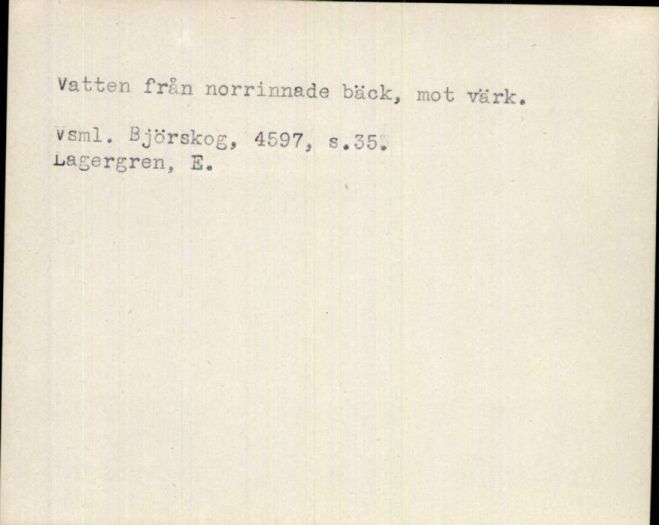 Vatten från norrinnade bäck, mot värk.
Vsml. Björskog, 4597, s.35.
Lagergren, E.